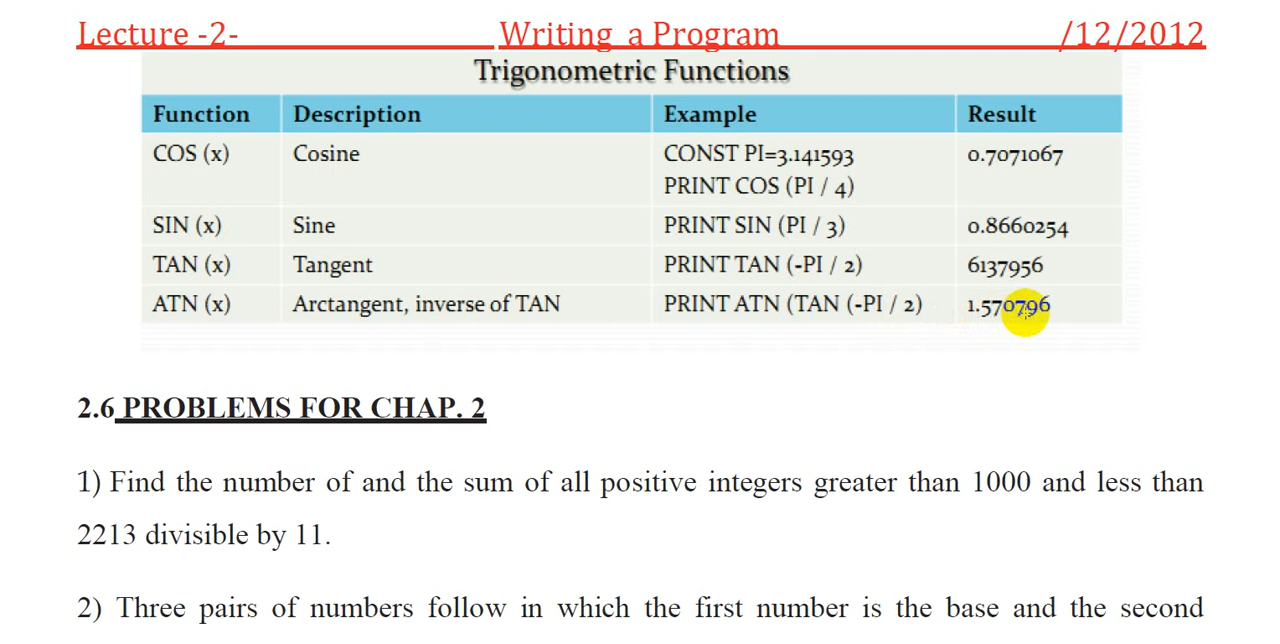 Lecture -2- Writing a Program /12/2012
Trigonometric Functions
Function Description Example Result
COS (x) Cosine CONST PI=3.141593 0.7071067
PRINT COS (PI / 4)
SIN (x) Sine PRINT SIN (PI / 3) 0.8660254
TAN (x) Tangent PRINT TAN (-PI / 2) 6137956
ATN (x) Arctangent, inverse of TAN PRINT ATN (TAN (-PI / 2) 1.570796
2.6 PROBLEMS FOR CHAP. 2
1) Find the number of and the sum of all positive integers greater than 1000 and less than
2213 divisible by 11.
2) Three pairs of numbers follow in which the first number is the base and the second